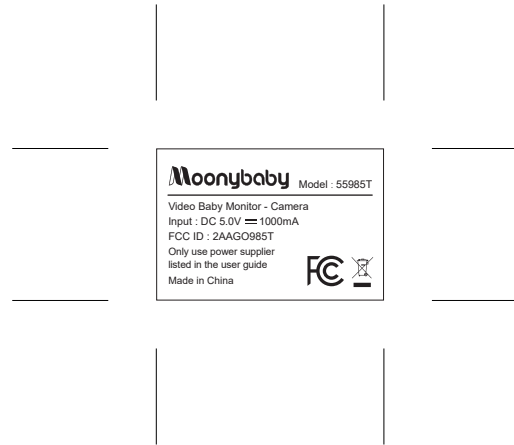 Moonybaby Model : 55985T
Video Baby Monitor - Camera
Input : DC 5.0V ⎓ 1000mA
FCC ID : 2AAGO985T
Only use power supplier
listed in the user guide
Made in China
FC